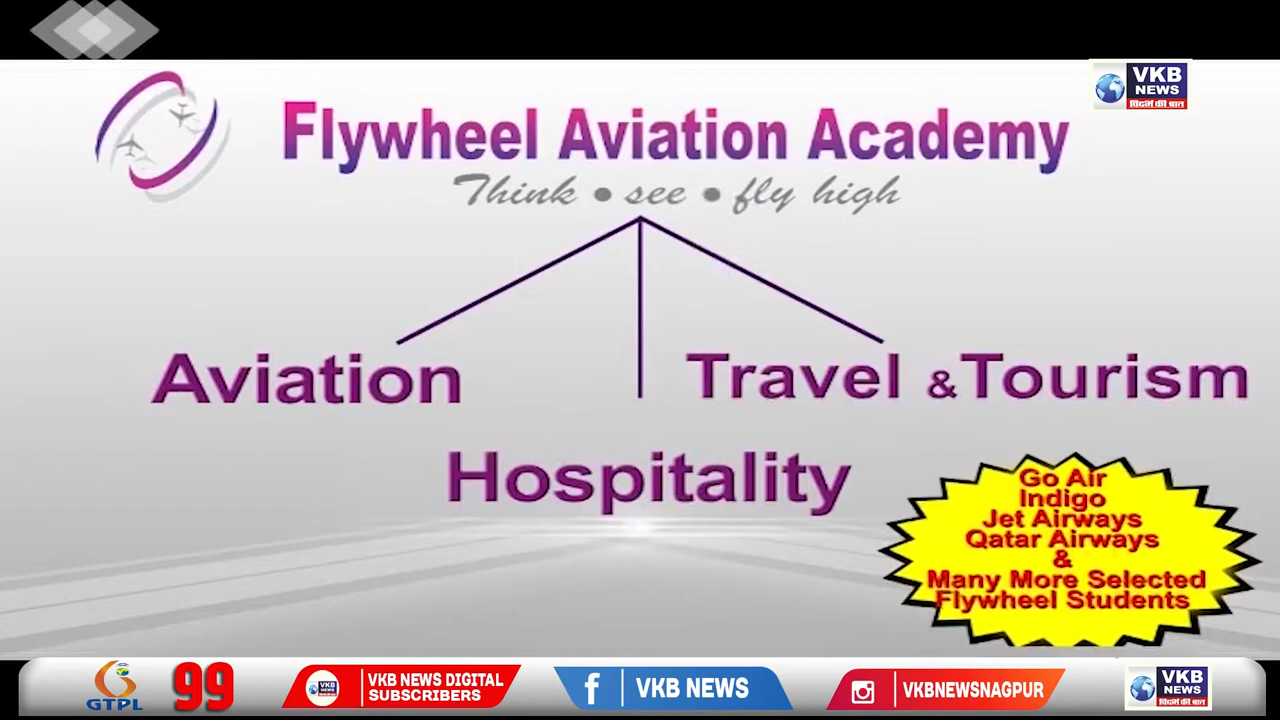 VKB
NEWS
विदर्भ की बात
Flywheel Aviation Academy
Think • see • fly high
Aviation
Travel & Tourism
Hospitality
Go Air
Indigo
Jet Airways
Qatar Airways
&
Many More Selected
Flywheel Students
GTPL
99
VKB
NEWS
VKB NEWS DIGITAL
SUBSCRIBERS
f
VKB NEWS
VKBNEWSNAGPUR
VKB
NEWS
विदर्भ की बात